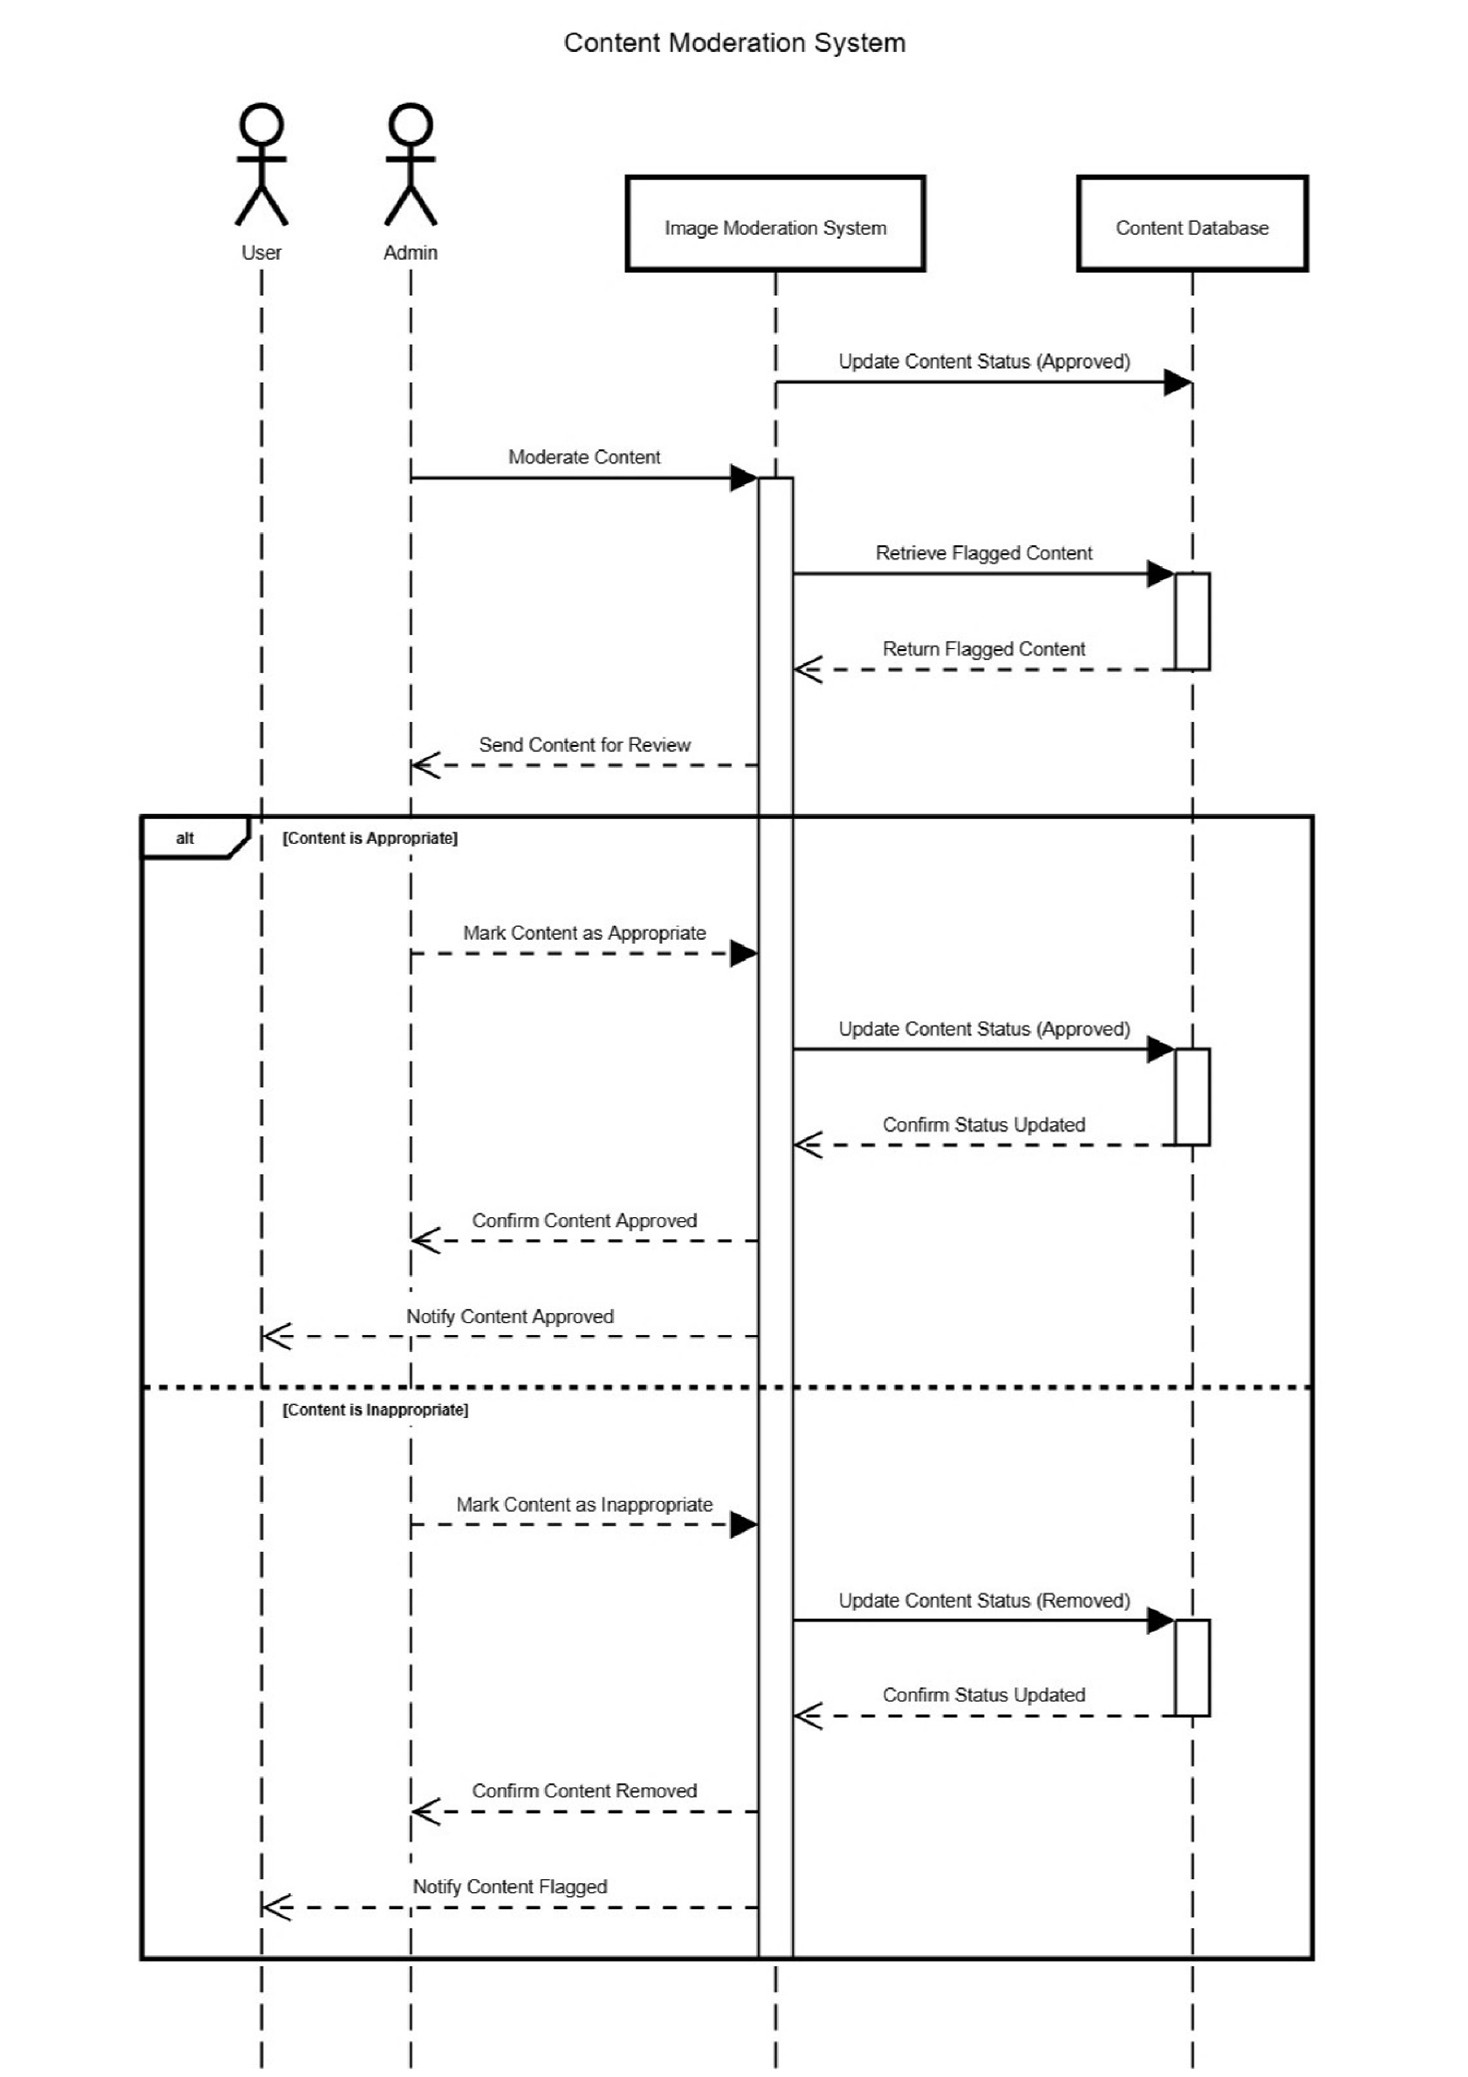 Content Moderation System
User
Admin
Image Moderation System
Content Database
Update Content Status (Approved)
Moderate Content
Retrieve Flagged Content
Return Flagged Content
Send Content for Review
alt
[Content is Appropriate]
Mark Content as Appropriate
Update Content Status (Approved)
Confirm Status Updated
Confirm Content Approved
Notify Content Approved
[Content is Inappropriate]
Mark Content as Inappropriate
Update Content Status (Removed)
Confirm Status Updated
Confirm Content Removed
Notify Content Flagged